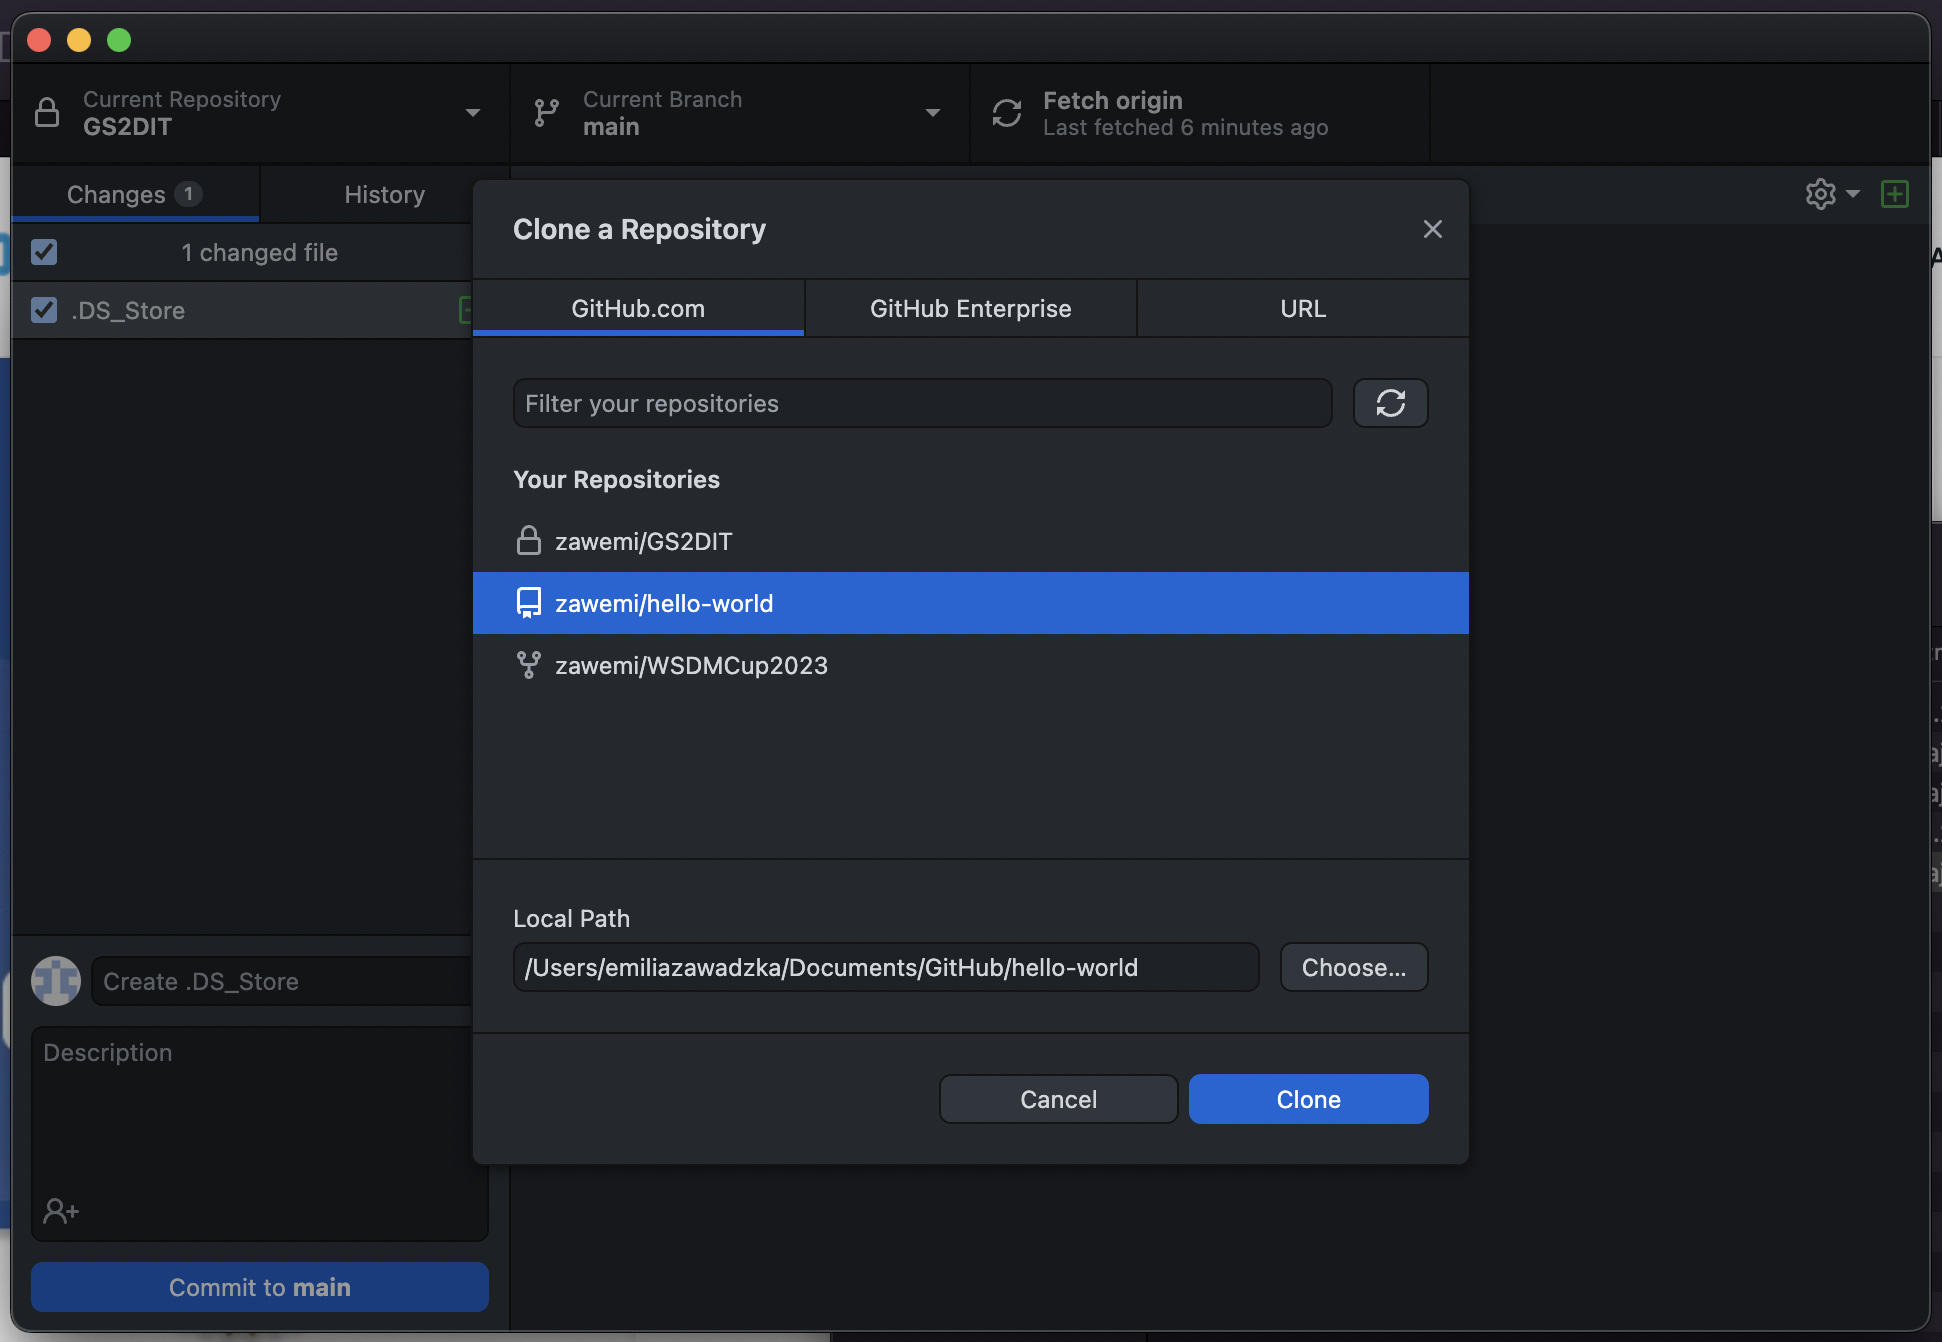 Current Repository
GS2DIT
Current Branch
main
Fetch origin
Last fetched 6 minutes ago
Changes 1
History
1 changed file
.DS_Store
Clone a Repository
GitHub.com
GitHub Enterprise
URL
Filter your repositories
Your Repositories
zawemi/GS2DIT
zawemi/hello-world
zawemi/WSDMCup2023
Local Path
/Users/emiliazawadzka/Documents/GitHub/hello-world
Choose...
Cancel
Clone
Create .DS_Store
Description
Commit to main